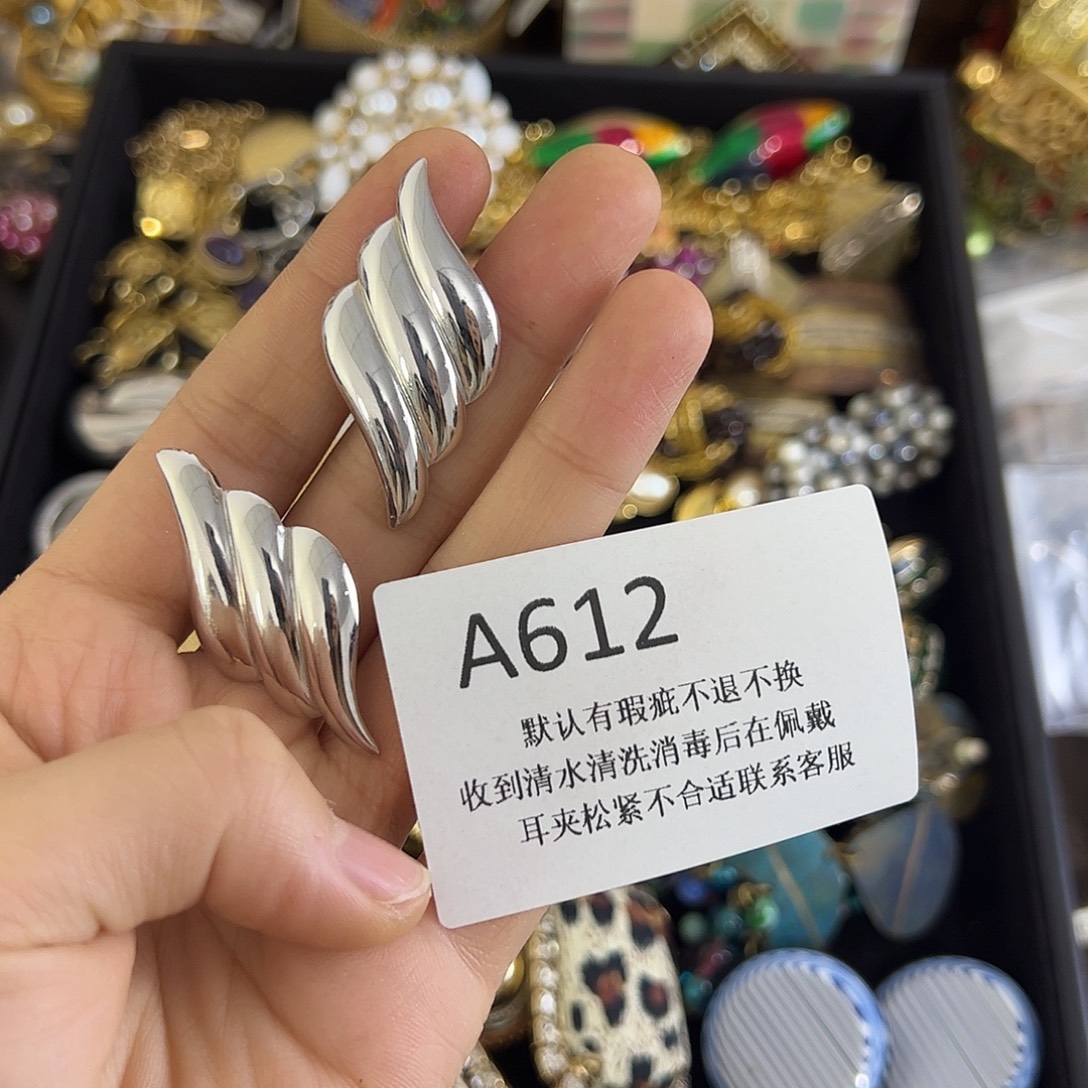 A612
默认有瑕疵不退不换
收到清水清洗消毒后在佩戴
耳夹松紧不合适联系客服